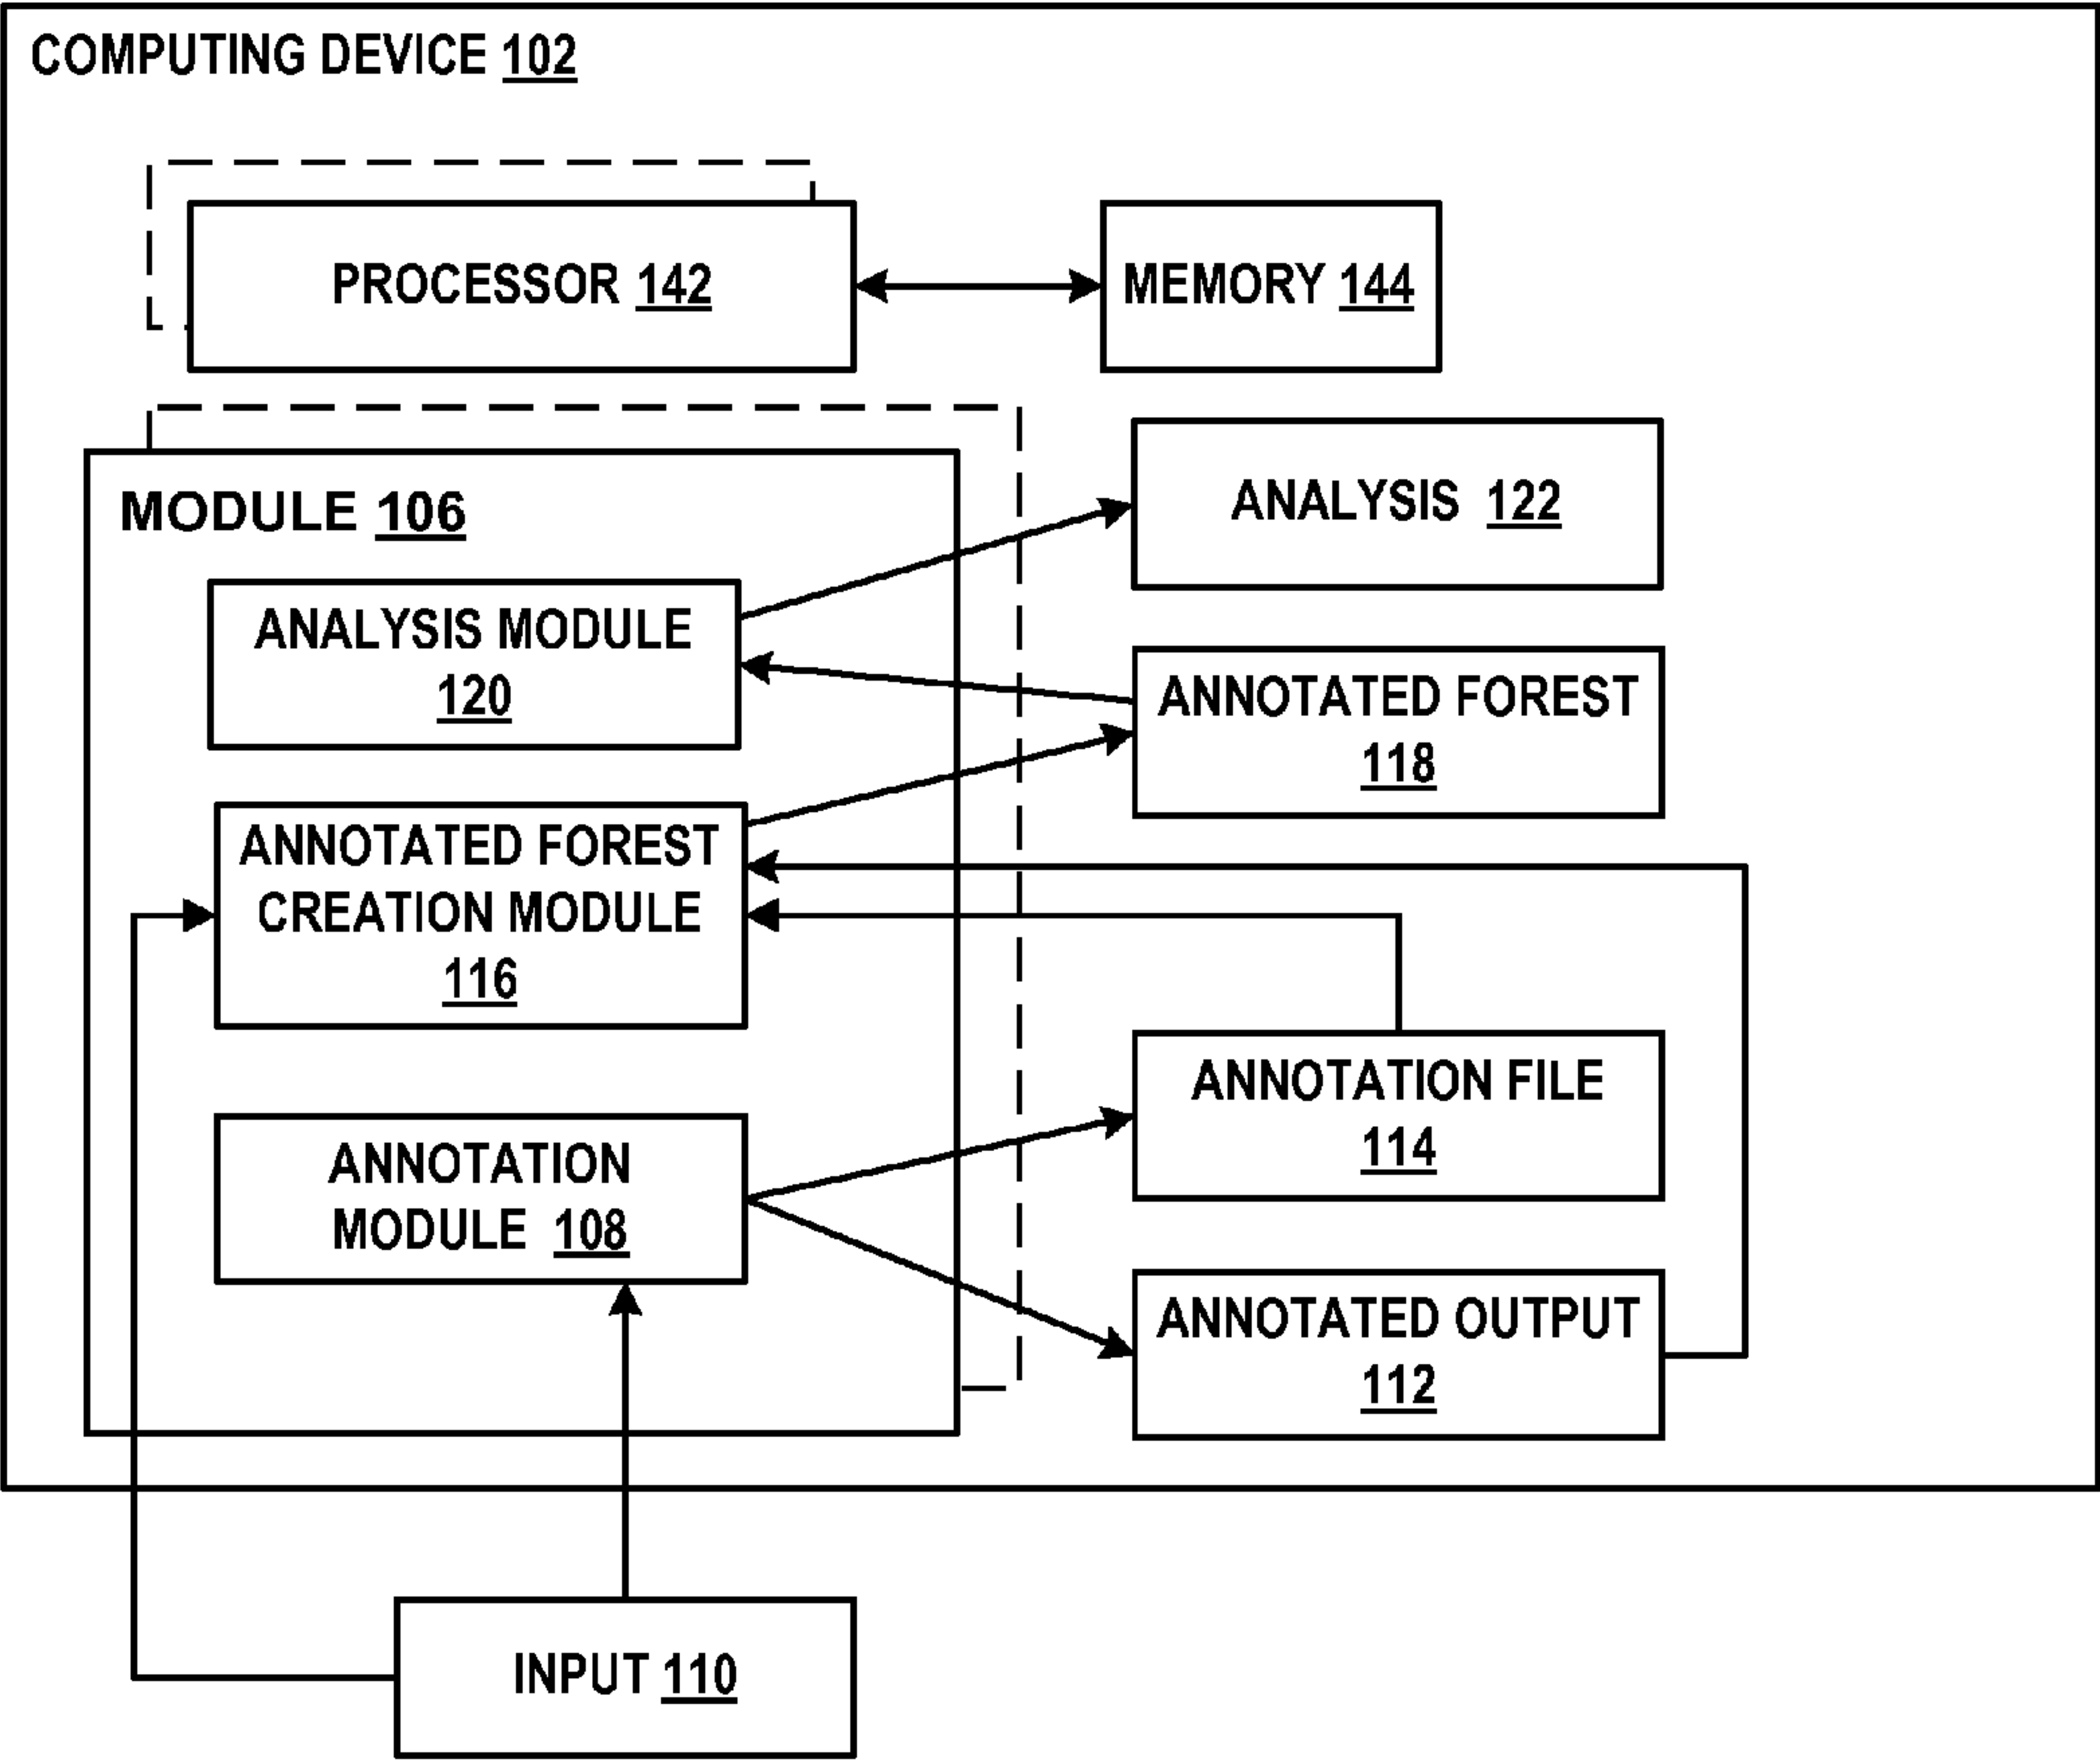 COMPUTING DEVICE 102
PROCESSOR 142
MEMORY 144
MODULE 106
ANALYSIS 122
ANALYSIS MODULE
120
ANNOTATED FOREST
118
ANNOTATED FOREST
CREATION MODULE
116
ANNOTATION FILE
114
ANNOTATION
MODULE 108
ANNOTATED OUTPUT
112
INPUT 110